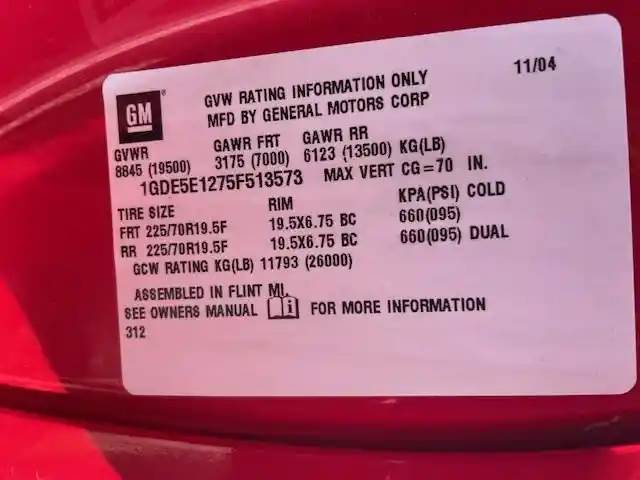 GM®
GVW RATING INFORMATION ONLY 11/04
MFD BY GENERAL MOTORS CORP
GVWR GAWR FRT GAWR RR
8845 (19500) 3175 (7000) 6123 (13500) KG(LB)
1GDE5E1275F513573 MAX VERT CG=70 IN.
TIRE SIZE RIM KPA(PSI) COLD
FRT 225/70R19.5F 19.5X6.75 BC 660(095)
RR 225/70R19.5F 19.5X6.75 BC 660(095) DUAL
GCW RATING KG(LB) 11793 (26000)
ASSEMBLED IN FLINT MI.
SEE OWNERS MANUAL i FOR MORE INFORMATION
312